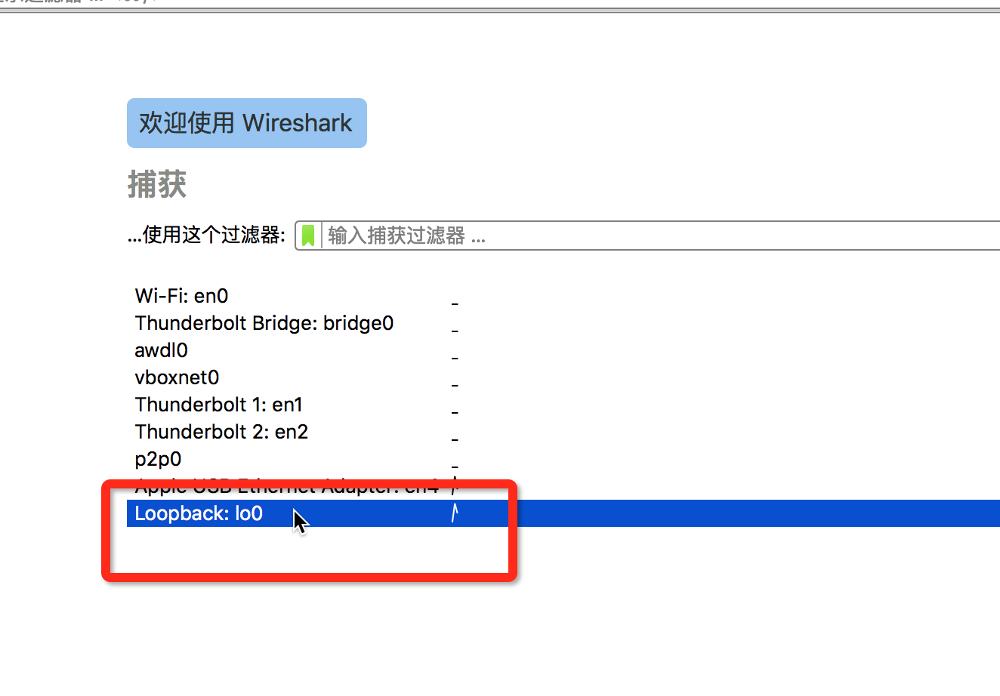 欢迎使用 Wireshark
捕获
...使用这个过滤器: 输入捕获过滤器 ...
Wi-Fi: en0
Thunderbolt Bridge: bridge0
awdl0
vboxnet0
Thunderbolt 1: en1
Thunderbolt 2: en2
p2p0
Apple USB Ethernet Adapter: en4
Loopback: lo0